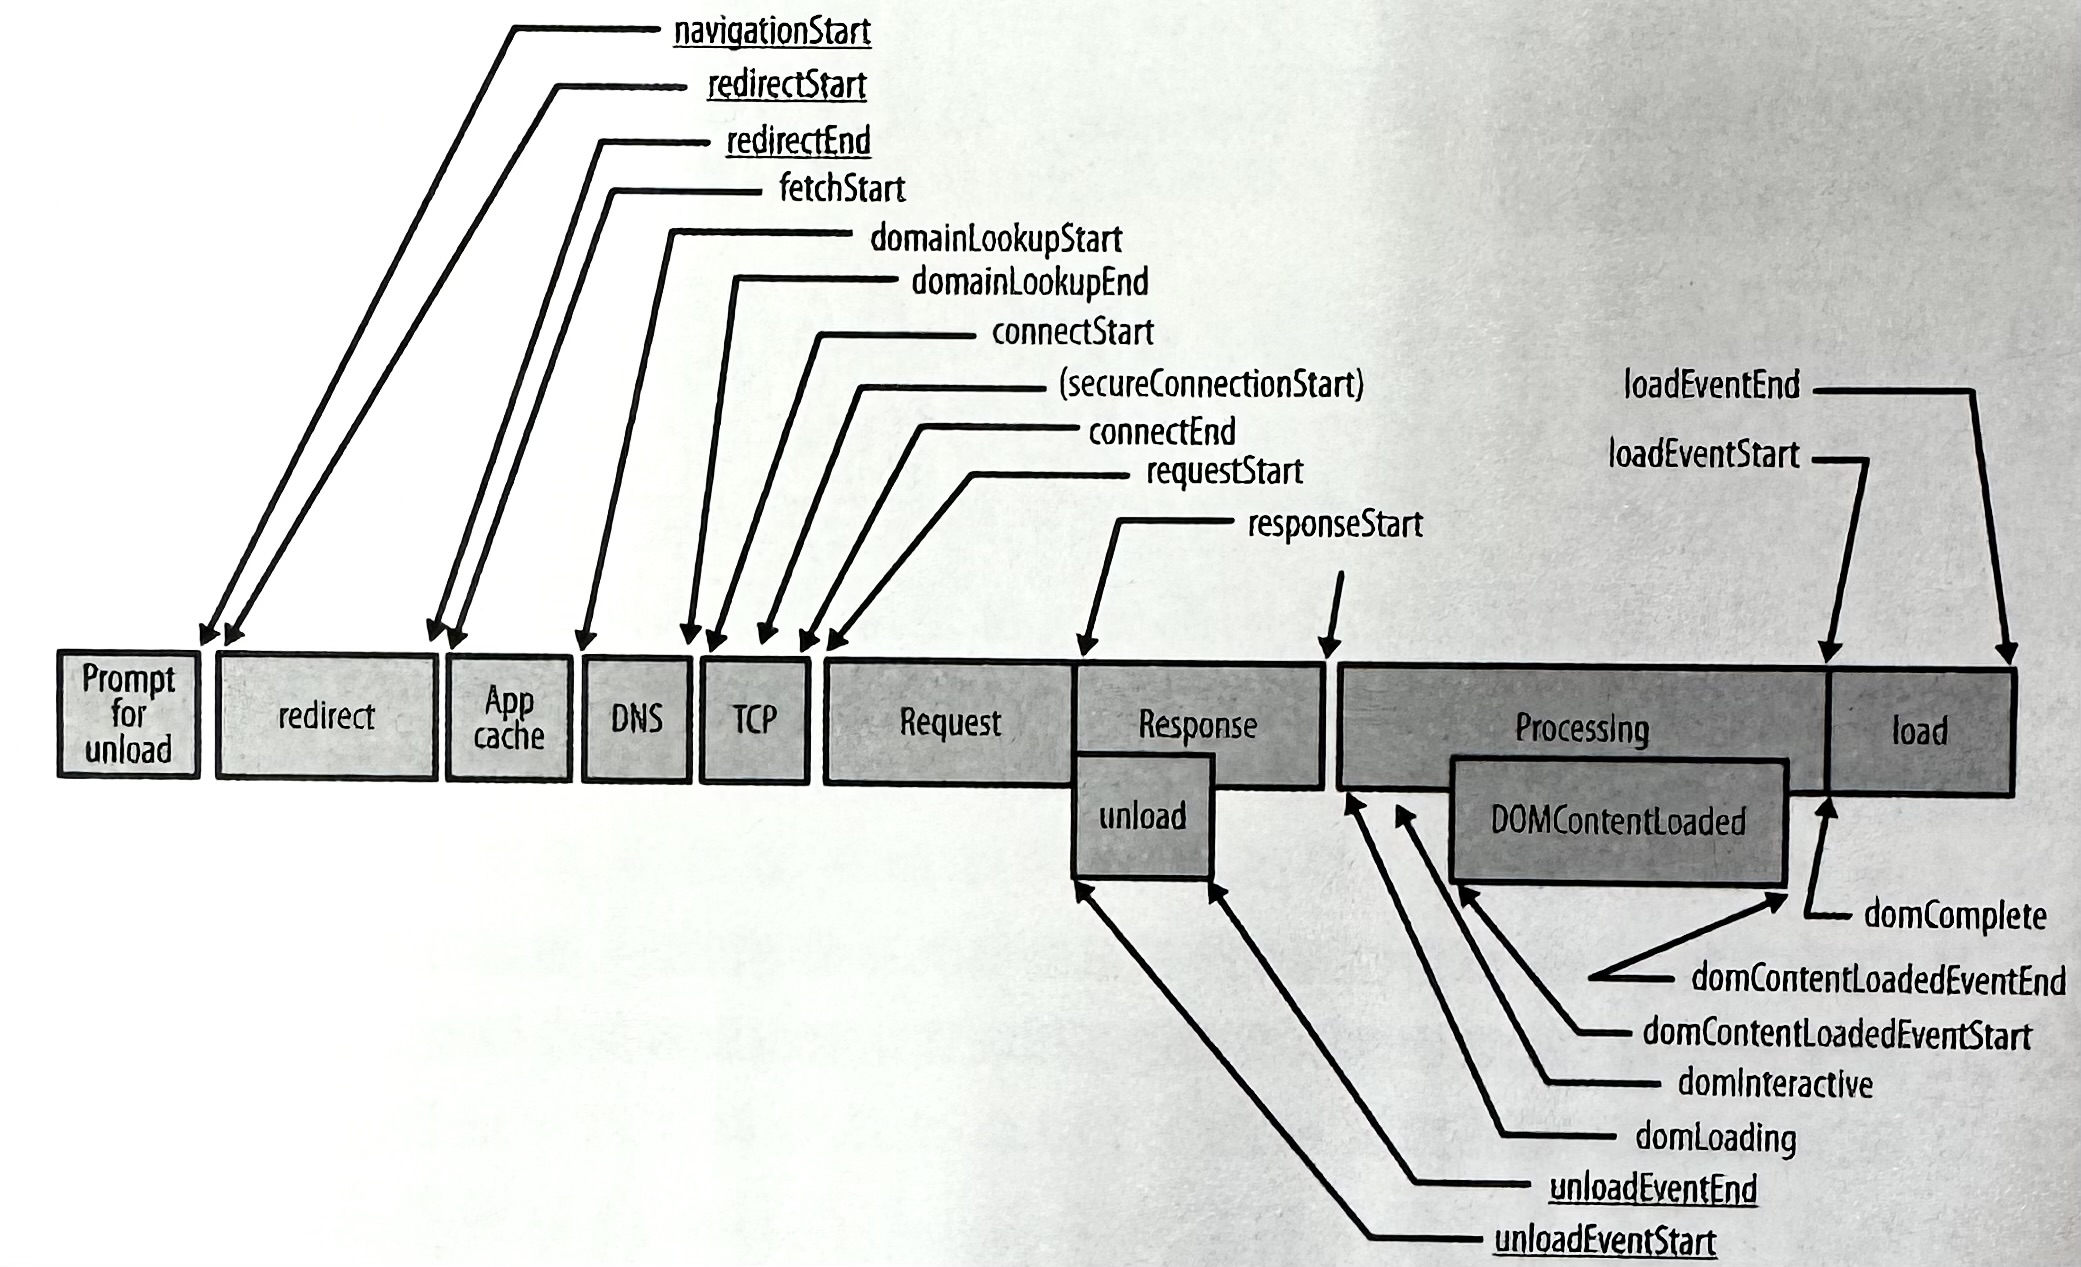 navigationStart
redirectStart
redirectEnd
fetchStart
domainLookupStart
domainLookupEnd
connectStart
(secureConnectionStart)
connectEnd
requestStart
responseStart
loadEventEnd
loadEventStart
Prompt
for
unload
redirect
App
cache
DNS
TCP
Request
Response
unload
Processing
DOMContentLoaded
load
domComplete
domContentLoadedEventEnd
domContentLoadedEventStart
domInteractive
domLoading
unloadEventEnd
unloadEventStart